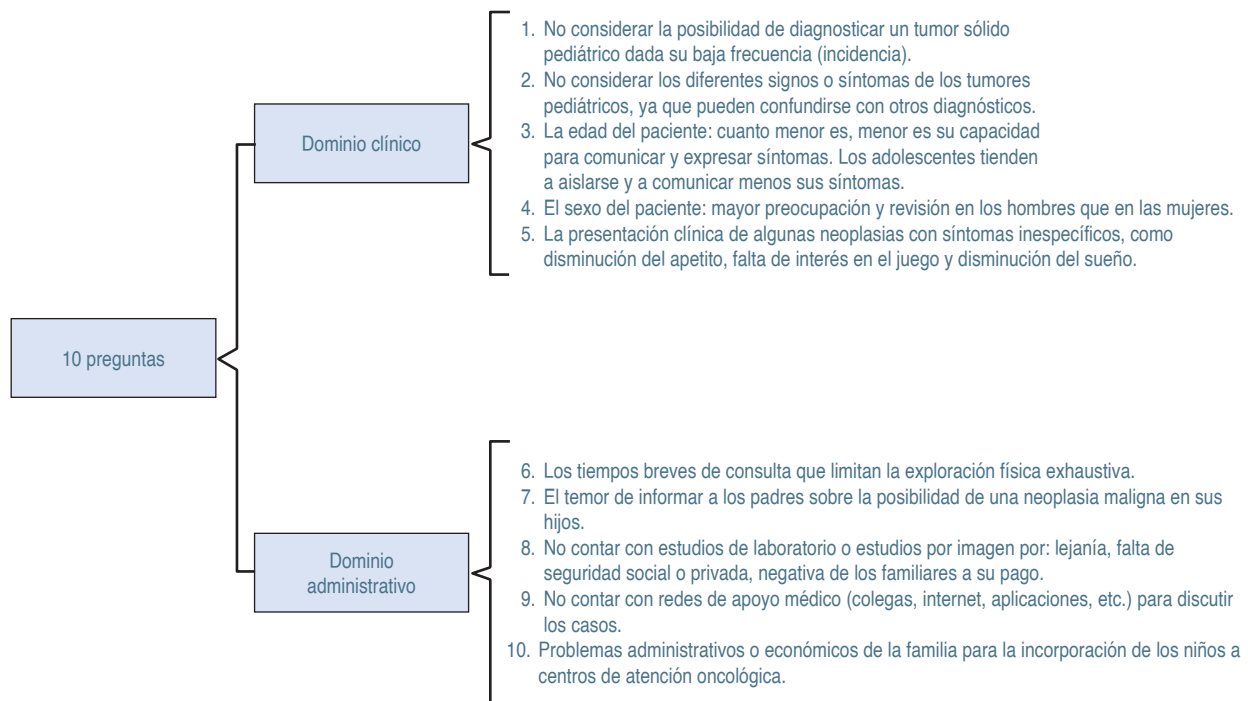 1. No considerar la posibilidad de diagnosticar un tumor sólido
pediátrico dada su baja frecuencia (incidencia).
2. No considerar los diferentes signos o síntomas de los tumores
pediátricos, ya que pueden confundirse con otros diagnósticos.
3. La edad del paciente: cuanto menor es, menor es su capacidad
para comunicar y expresar síntomas. Los adolescentes tienden
a aislarse y a comunicar menos sus síntomas.
4. El sexo del paciente: mayor preocupación y revisión en los hombres que en las mujeres.
5. La presentación clínica de algunas neoplasias con síntomas inespecíficos, como
disminución del apetito, falta de interés en el juego y disminución del sueño.
Dominio clínico
10 preguntas
Dominio
administrativo
6. Los tiempos breves de consulta que limitan la exploración física exhaustiva.
7. El temor de informar a los padres sobre la posibilidad de una neoplasia maligna en sus
hijos.
8. No contar con estudios de laboratorio o estudios por imagen por: lejanía, falta de
seguridad social o privada, negativa de los familiares a su pago.
9. No contar con redes de apoyo médico (colegas, internet, aplicaciones, etc.) para discutir
los casos.
10. Problemas administrativos o económicos de la familia para la incorporación de los niños a
centros de atención oncológica.